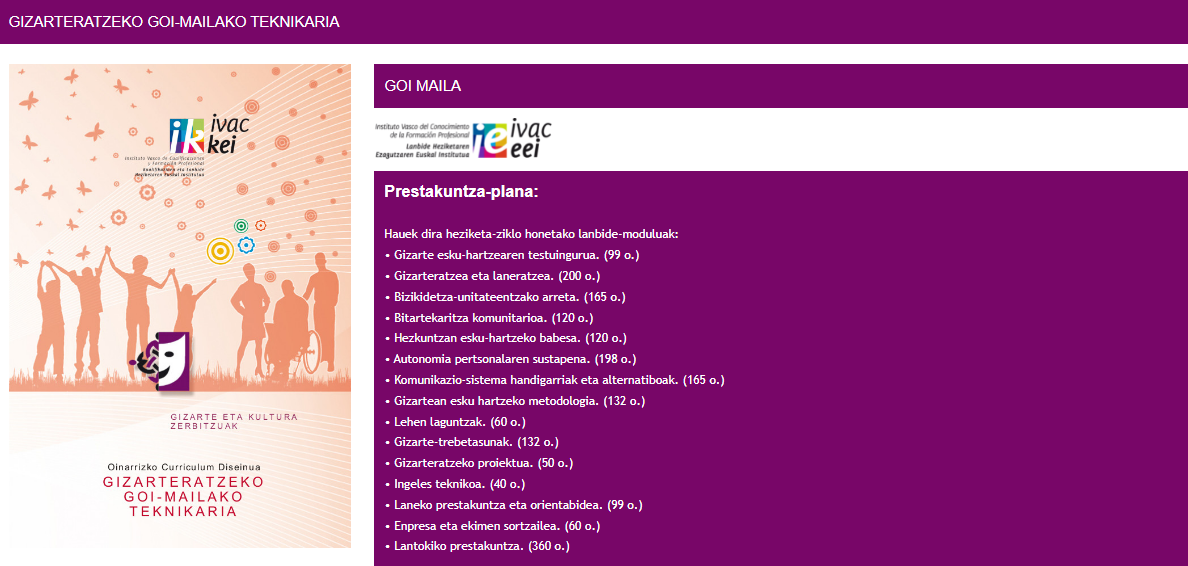 GIZARTERATZEKO GOI-MAILAKO TEKNIKARIA
ivac
kei
Instituto Vasco de Cualificaciones
y Formación Profesional
Koalifikazioen eta Lanbide
Heziketaren Euskal Institutua
GIZARTE ETA KULTURA
ZERBITZUAK
Oinarrizko Curriculum Diseinua
GIZARTERATZEKO
GOI-MAILAKO
TEKNIKARIA
GOI MAILA
Instituto Vasco del Conocimiento
de la Formación Profesional
Lanbide Heziketaren
Ezagutzaren Euskal Institutua
ivac
eei
Prestakuntza-plana:
Hauek dira heziketa-ziklo honetako lanbide-moduluak:
• Gizarte esku-hartzearen testuingurua. (99 o.)
• Gizarteratzea eta laneratzea. (200 o.)
• Bizikidetza-unitateentzako arreta. (165 o.)
• Bitartekaritza komunitarioa. (120 o.)
• Hezkuntzan esku-hartzeko babesa. (120 o.)
• Autonomia pertsonalaren sustapena. (198 o.)
• Komunikazio-sistema handigarriak eta alternatiboak. (165 o.)
• Gizartean esku hartzeko metodologia. (132 o.)
• Lehen laguntzak. (60 o.)
• Gizarte-trebetasunak. (132 o.)
• Gizarteratzeko proiektua. (50 o.)
• Ingeles teknikoa. (40 o.)
• Laneko prestakuntza eta orientabidea. (99 o.)
• Enpresa eta ekimen sortzailea. (60 o.)
• Lantokiko prestakuntza. (360 o.)